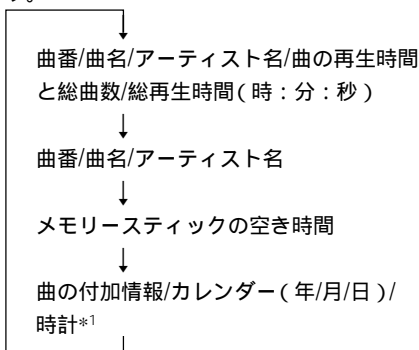 す。
曲番/曲名/アーティスト名/曲の再生時間
と総曲数/総再生時間(時：分：秒)
曲番/曲名/アーティスト名
メモリースティックの空き時間
曲の付加情報/カレンダー(年/月/日)/
時計*1